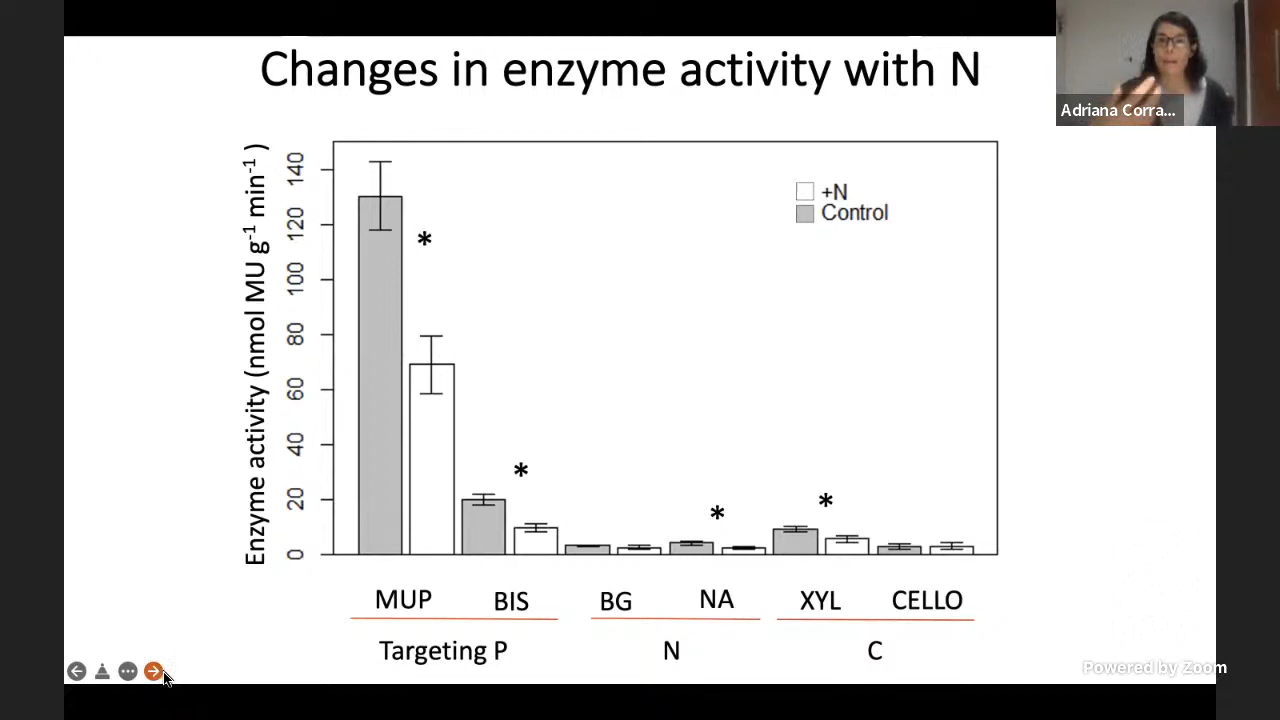 Changes in enzyme activity with N
Adriana Corra...
Enzyme activity (nmol MU g-1 min-1 )
140
120
100
80
60
40
20
0
+N
Control
*
*
*
*
MUP BIS BG NA XYL CELLO
Targeting P N C
Powered by Zoom